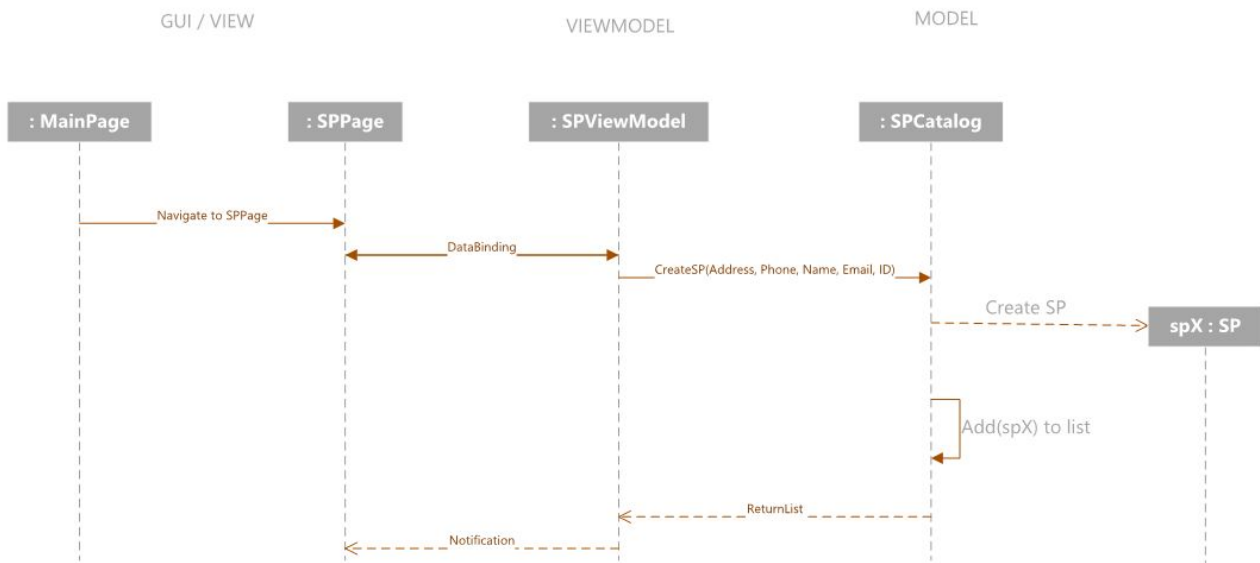 GUI / VIEW
VIEWMODEL
MODEL
: MainPage
: SPPage
: SPViewModel
: SPCatalog
Navigate to SPPage
DataBinding
CreateSP(Address, Phone, Name, Email, ID)
Create SP
spX : SP
Add(spX) to list
ReturnList
Notification